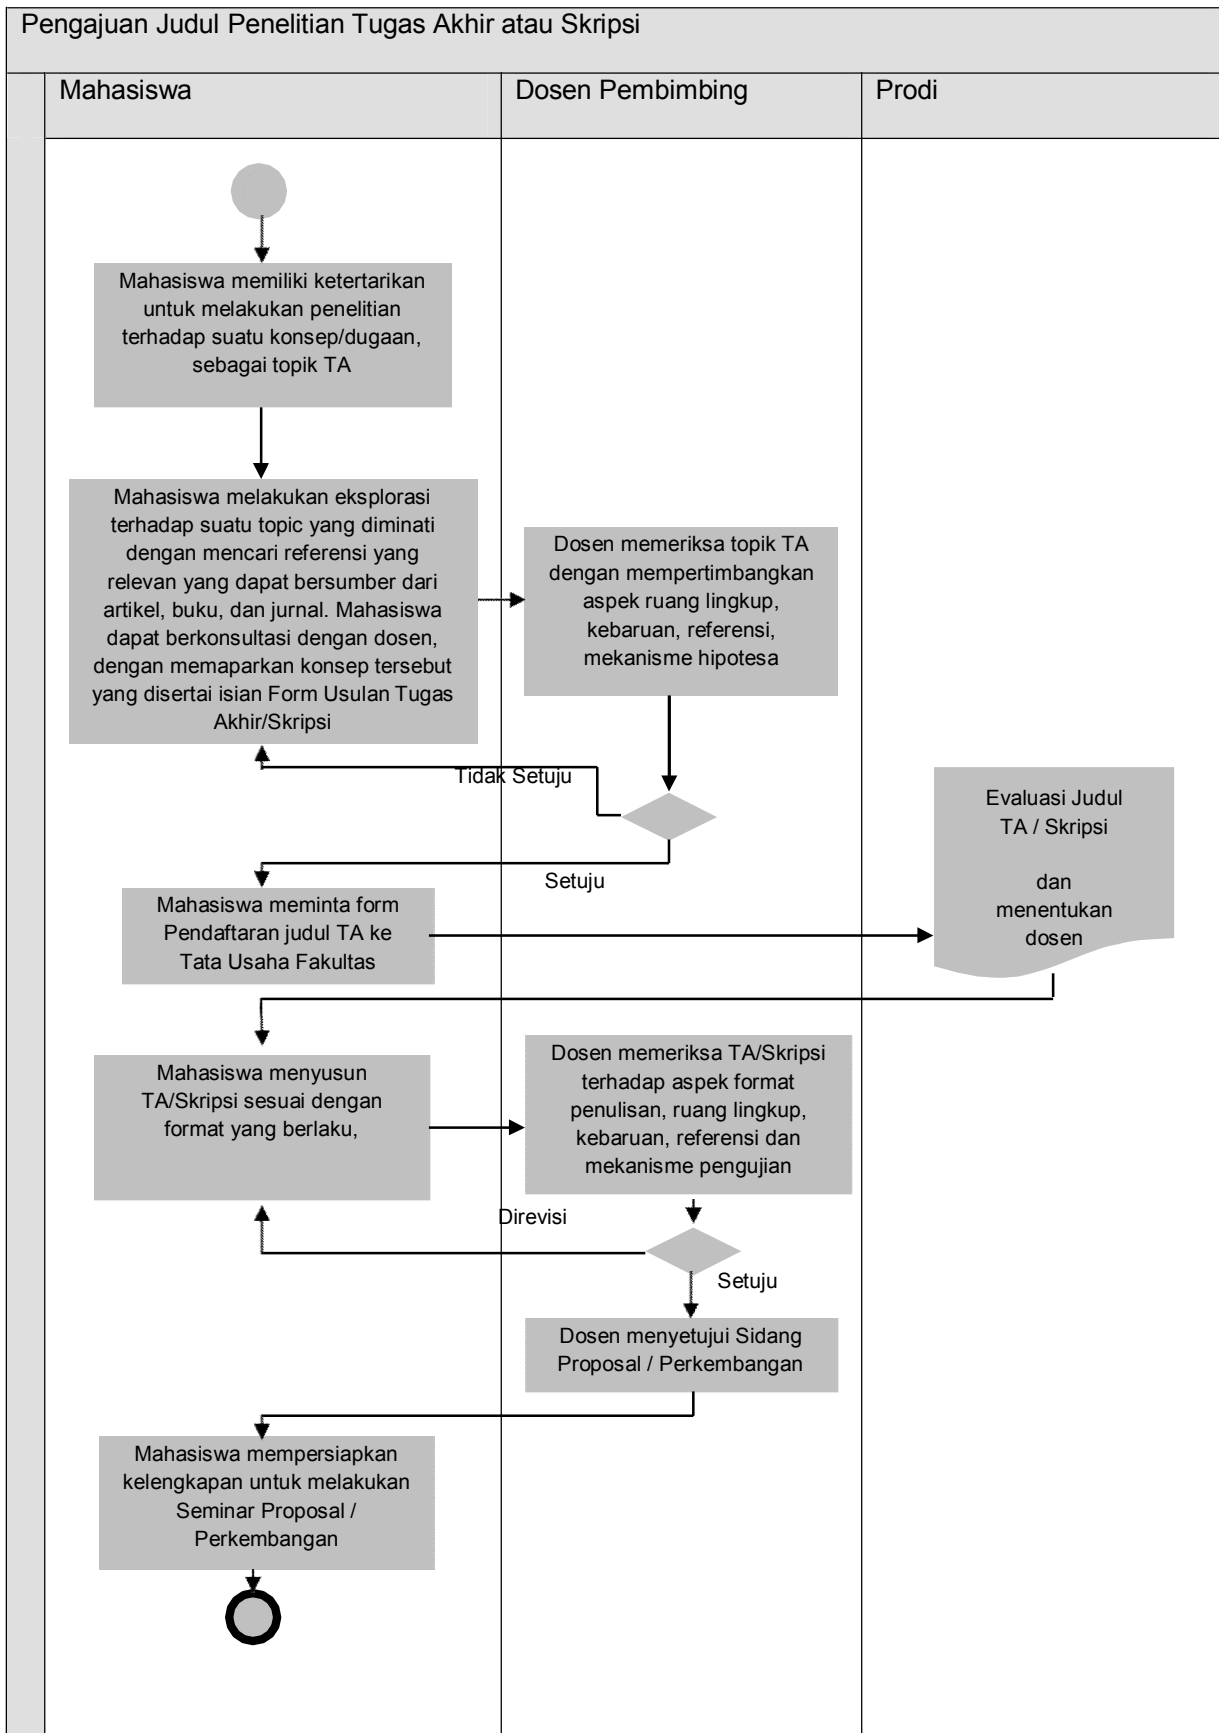 Pengajuan Judul Penelitian Tugas Akhir atau Skripsi
Mahasiswa
Dosen Pembimbing
Prodi
Mahasiswa memiliki ketertarikan
untuk melakukan penelitian
terhadap suatu konsep/dugaan,
sebagai topik TA
Mahasiswa melakukan eksplorasi
terhadap suatu topic yang diminati
dengan mencari referensi yang
relevan yang dapat bersumber dari
artikel, buku, dan jurnal. Mahasiswa
dapat berkonsultasi dengan dosen,
dengan memaparkan konsep tersebut
yang disertai isian Form Usulan Tugas
Akhir/Skripsi
Dosen memeriksa topik TA
dengan mempertimbangkan
aspek ruang lingkup,
kebaruan, referensi,
mekanisme hipotesa
Tidak Setuju
Setuju
Mahasiswa meminta form
Pendaftaran judul TA ke
Tata Usaha Fakultas
Evaluasi Judul
TA / Skripsi
dan
menentukan
dosen
Mahasiswa menyusun
TA/Skripsi sesuai dengan
format yang berlaku,
Dosen memeriksa TA/Skripsi
terhadap aspek format
penulisan, ruang lingkup,
kebaruan, referensi dan
mekanisme pengujian
Direvisi
Setuju
Dosen menyetujui Sidang
Proposal / Perkembangan
Mahasiswa mempersiapkan
kelengkapan untuk melakukan
Seminar Proposal /
Perkembangan